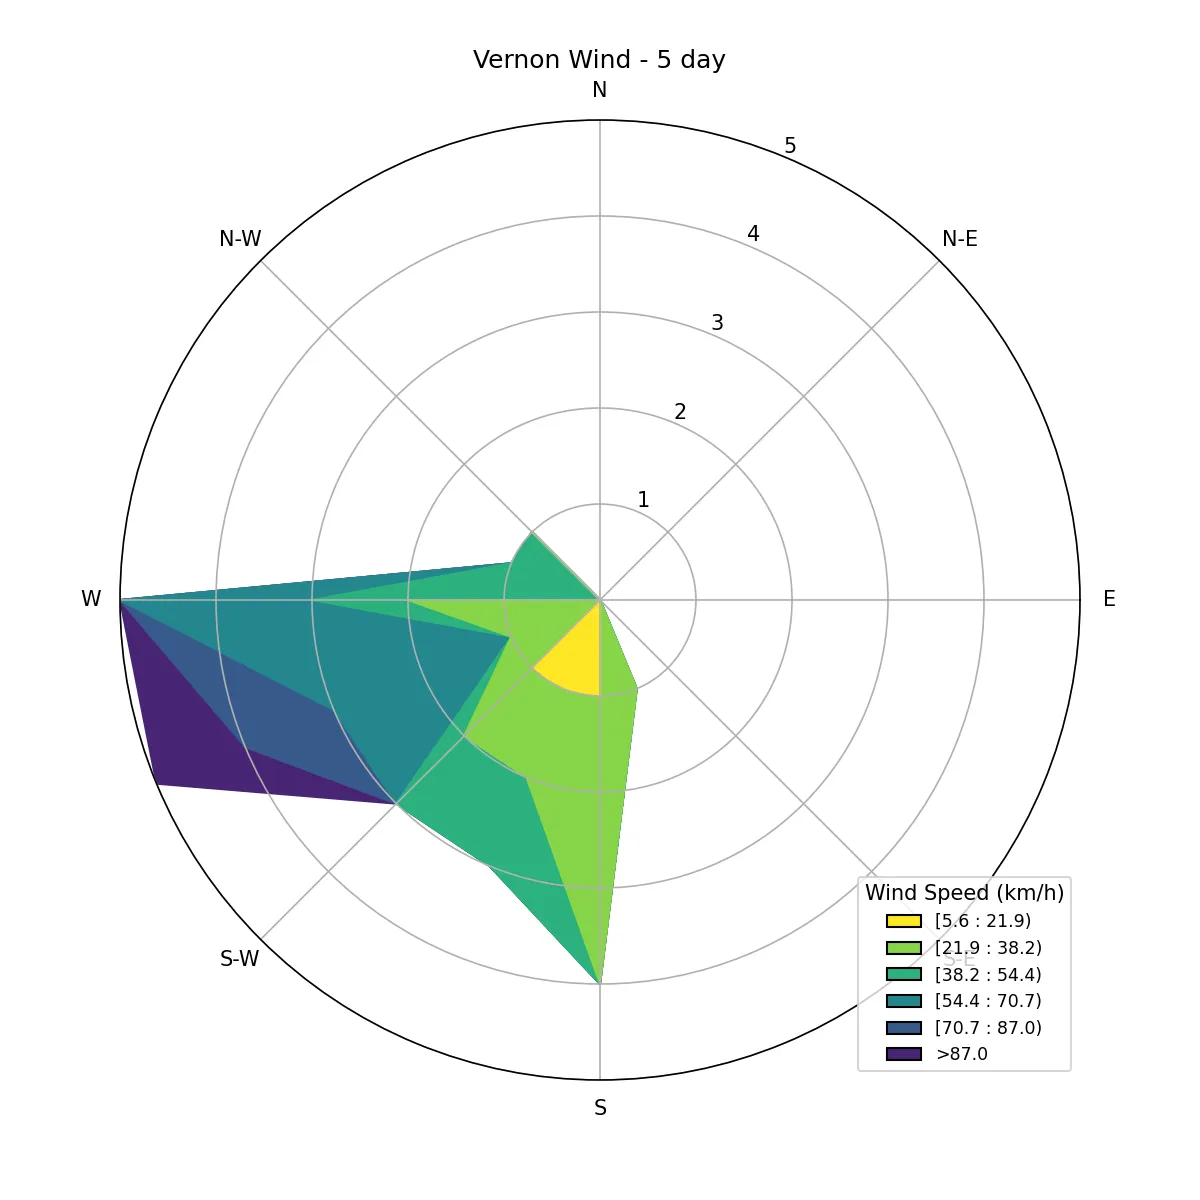 Vernon Wind - 5 day
N
5
N-W
N-E
4
3
2
1
W
E
S-W
S-E
S
Wind Speed (km/h)
[5.6 : 21.9)
[21.9 : 38.2)
[38.2 : 54.4)
[54.4 : 70.7)
[70.7 : 87.0)
>87.0